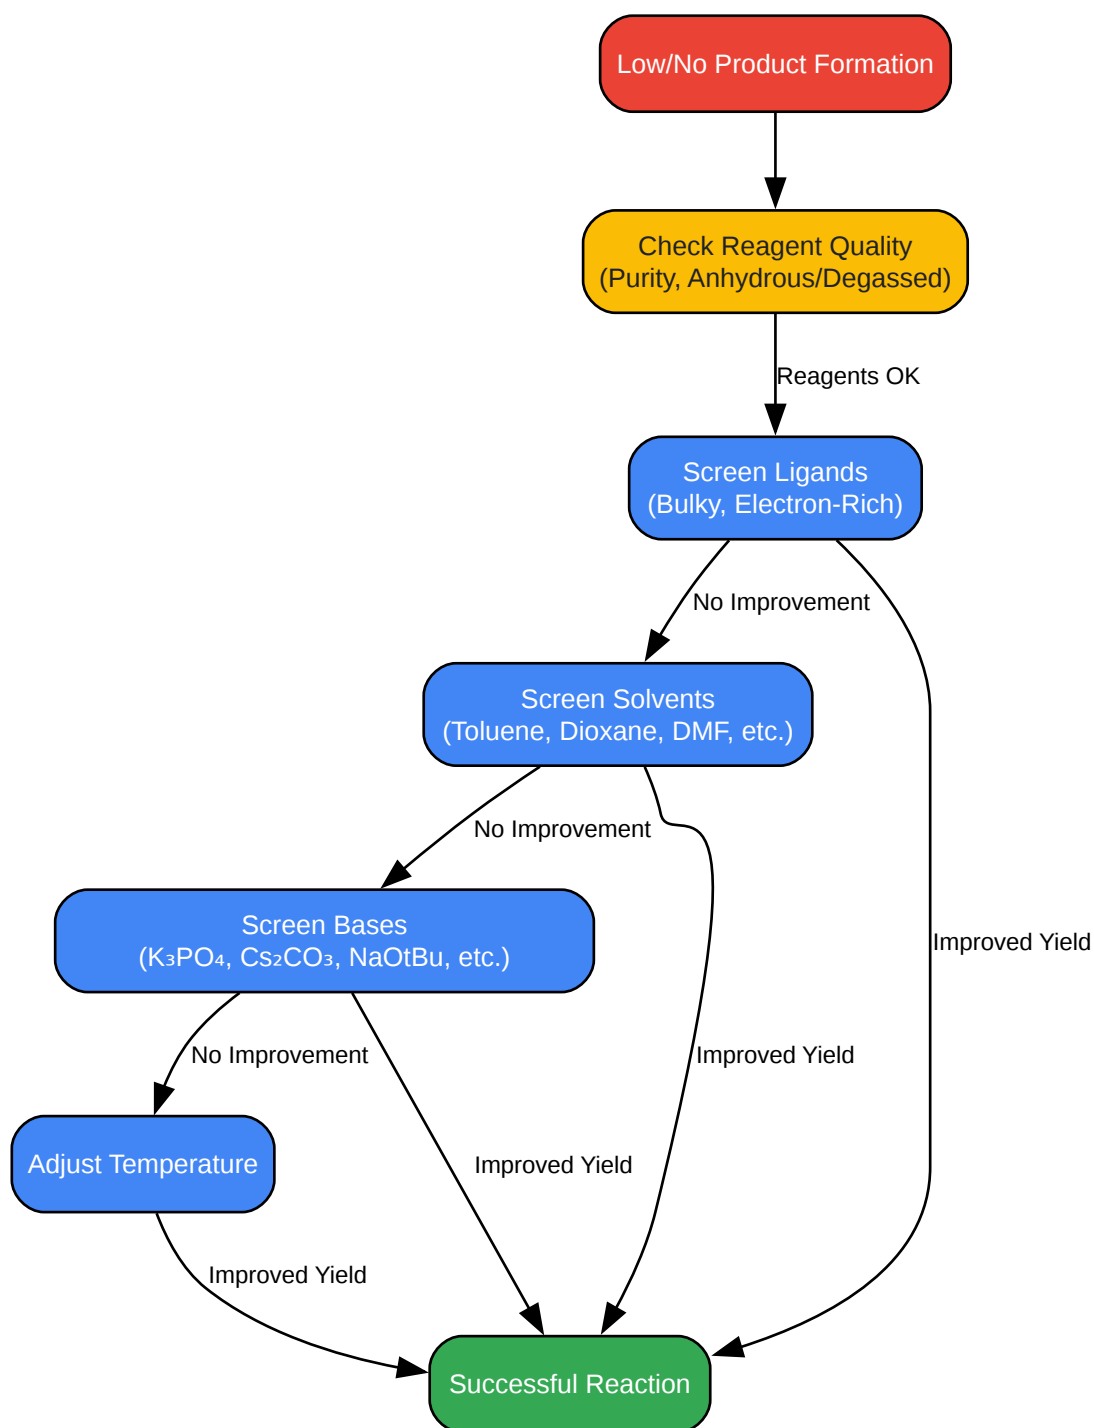 Low/No Product Formation
Check Reagent Quality
(Purity, Anhydrous/Degassed)
Reagents OK
Screen Ligands
(Bulky, Electron-Rich)
No Improvement
Screen Solvents
(Toluene, Dioxane, DMF, etc.)
No Improvement
Screen Bases
(K₃PO₄, Cs₂CO₃, NaOtBu, etc.)
Improved Yield
No Improvement
Improved Yield
Adjust Temperature
Improved Yield
Improved Yield
Successful Reaction